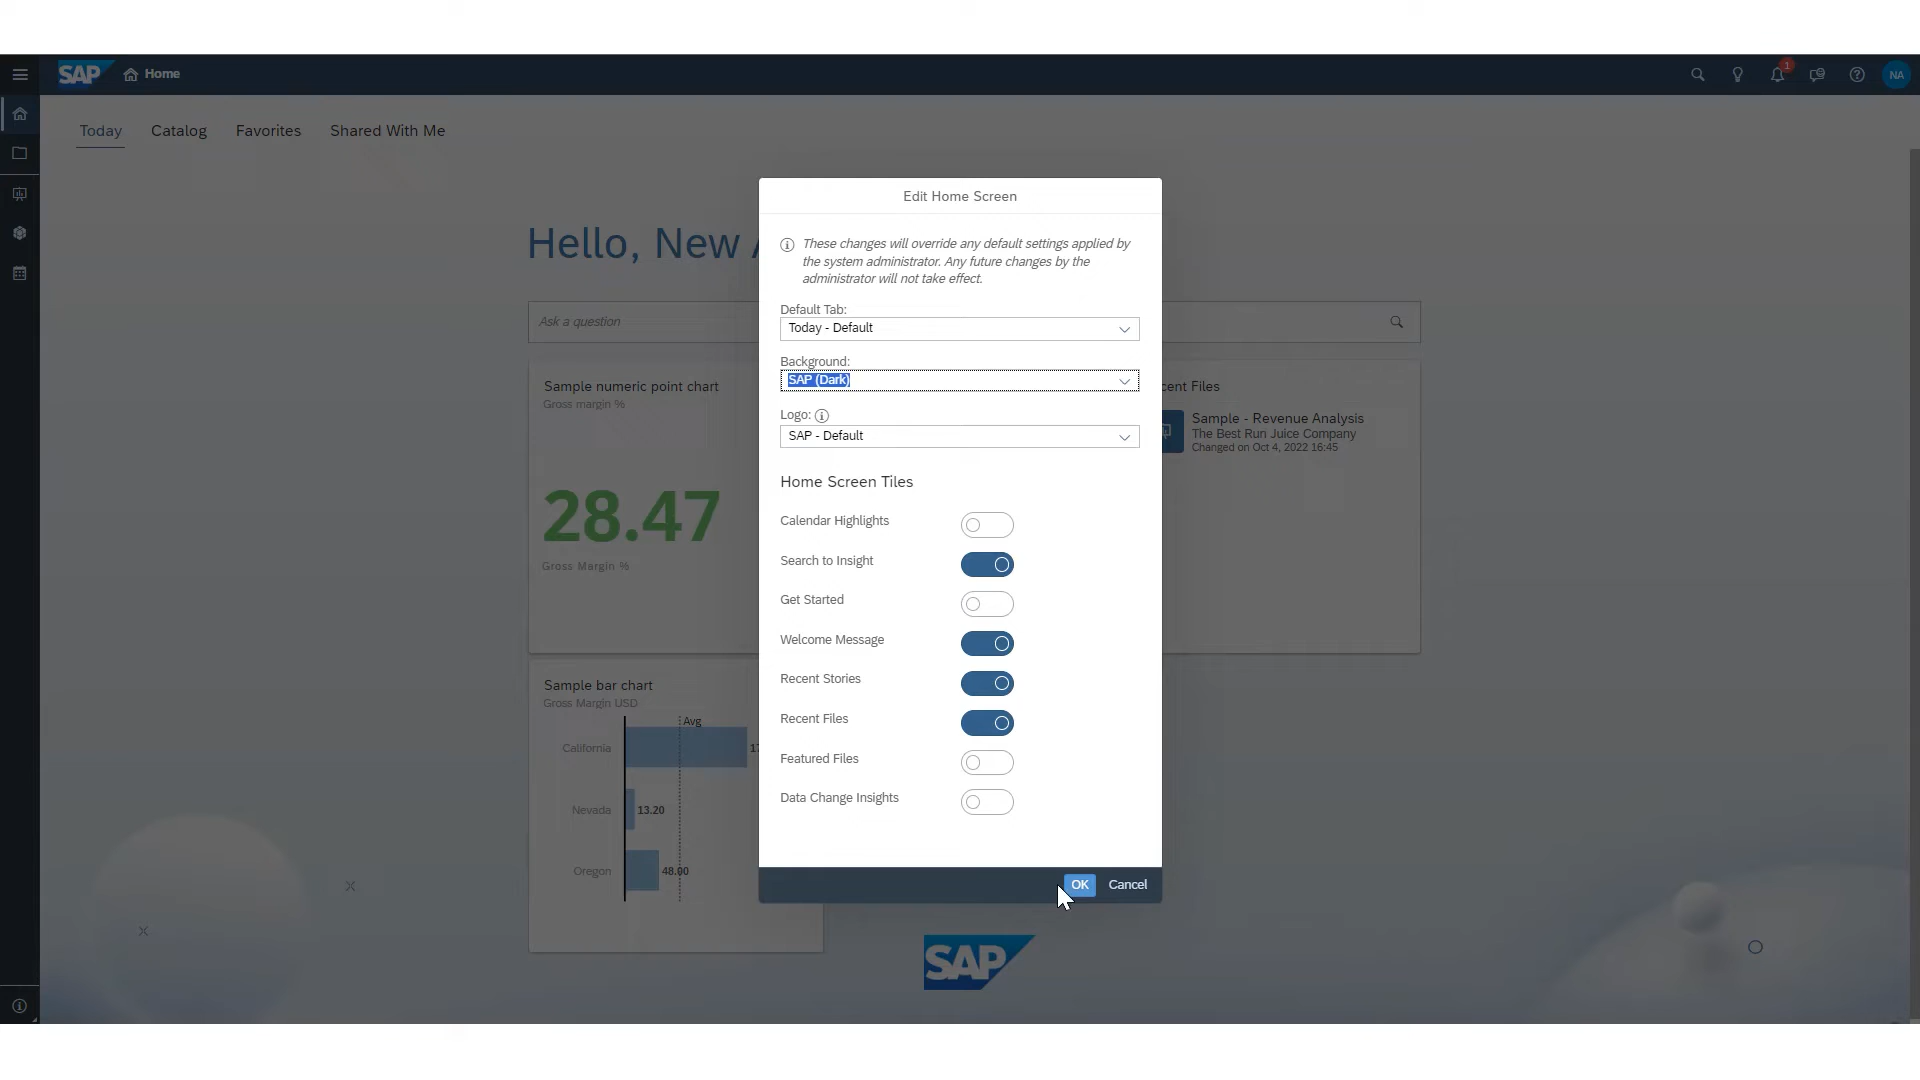 SAP
Home
1
NA
Today
Catalog
Favorites
Shared With Me
Hello, New
Ask a question
Sample numeric point chart
Gross margin %
28.47
Gross Margin %
Sample bar chart
Gross Margin USD
Avg
California
Nevada
13.20
Oregon
48.00
Edit Home Screen
These changes will override any default settings applied by
the system administrator. Any future changes by the
administrator will not take effect.
Default Tab:
Today - Default
Background:
SAP (Dark)
Logo:
SAP - Default
Home Screen Tiles
Calendar Highlights
Search to Insight
Get Started
Welcome Message
Recent Stories
Recent Files
Featured Files
Data Change Insights
OK
Cancel
Files
Sample - Revenue Analysis
The Best Run Juice Company
Changed on Oct 4, 2022 16:45
SAP